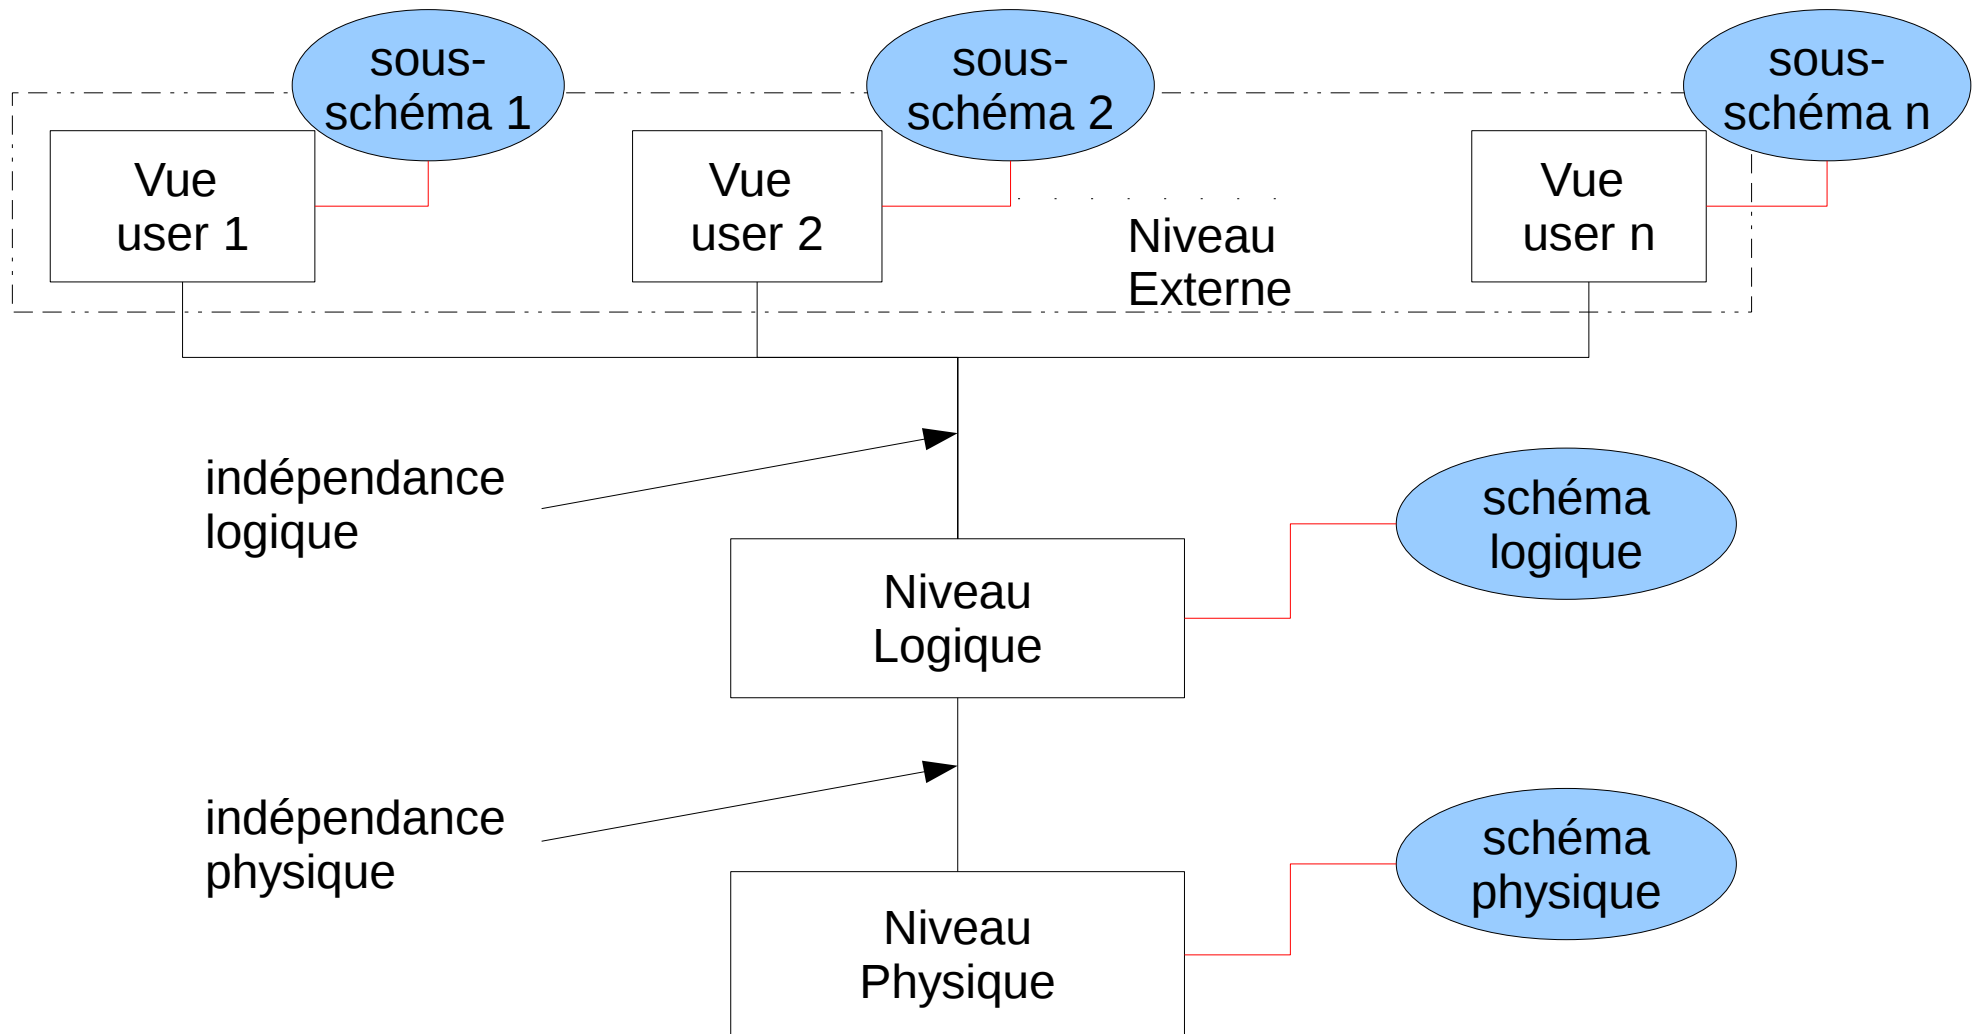 sous-
schéma 1
sous-
schéma 2
sous-
schéma n
Vue
user 1
Vue
user 2
. . . . . . . .
Niveau
Externe
Vue
user n
indépendance
logique
schéma
logique
Niveau
Logique
indépendance
physique
schéma
physique
Niveau
Physique